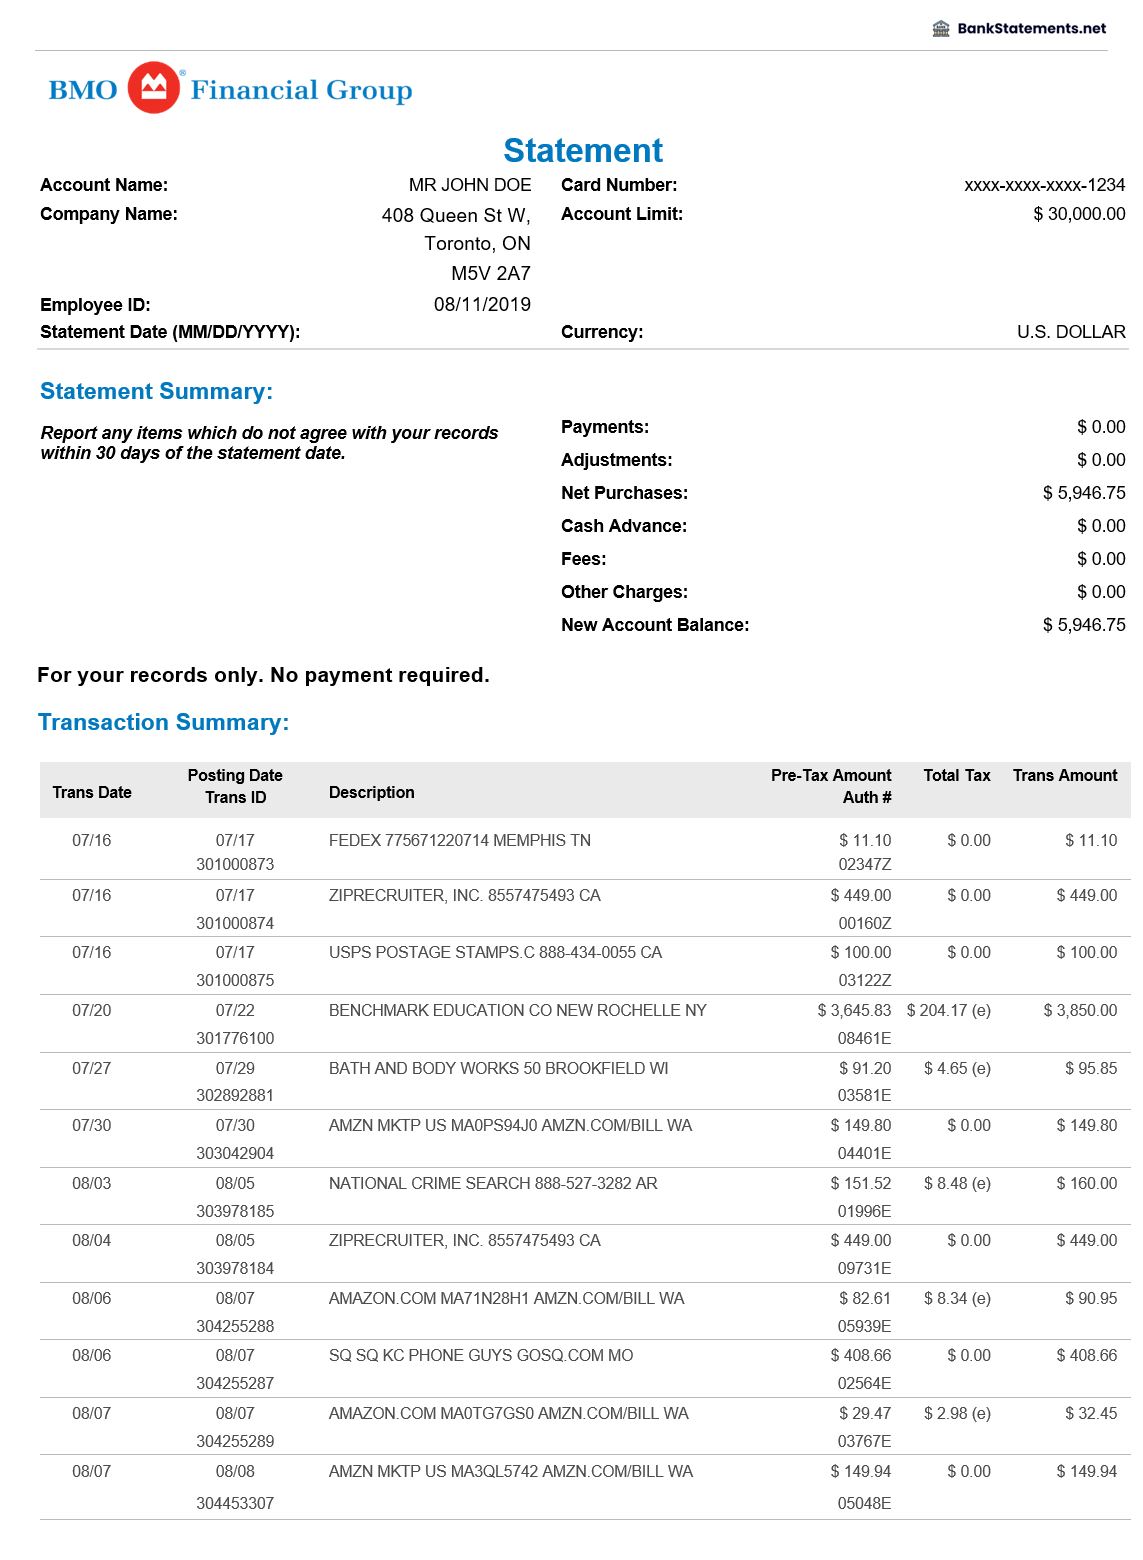 BankStatements.net
BMO Financial Group
Statement
Account Name: MR JOHN DOE Card Number: xxxx-xxxx-xxxx-1234
Company Name: 408 Queen St W, Account Limit: $ 30,000.00
Toronto, ON
M5V 2A7
Employee ID: 08/11/2019
Statement Date (MM/DD/YYYY): Currency: U.S. DOLLAR
Statement Summary:
Report any items which do not agree with your records
within 30 days of the statement date.
Payments: $ 0.00
Adjustments: $ 0.00
Net Purchases: $ 5,946.75
Cash Advance: $ 0.00
Fees: $ 0.00
Other Charges: $ 0.00
New Account Balance: $ 5,946.75
For your records only. No payment required.
Transaction Summary:
Trans Date Posting Date Description Pre-Tax Amount Total Tax Trans Amount
Trans ID Auth #
07/16 07/17 FEDEX 775671220714 MEMPHIS TN $ 11.10 $ 0.00 $ 11.10
301000873 02347Z
07/16 07/17 ZIPRECRUITER, INC. 8557475493 CA $ 449.00 $ 0.00 $ 449.00
301000874 00160Z
07/16 07/17 USPS POSTAGE STAMPS.C 888-434-0055 CA $ 100.00 $ 0.00 $ 100.00
301000875 03122Z
07/20 07/22 BENCHMARK EDUCATION CO NEW ROCHELLE NY $ 3,645.83 $ 204.17 (e) $ 3,850.00
301776100 08461E
07/27 07/29 BATH AND BODY WORKS 50 BROOKFIELD WI $ 91.20 $ 4.65 (e) $ 95.85
302892881 03581E
07/30 07/30 AMZN MKTP US MA0PS94J0 AMZN.COM/BILL WA $ 149.80 $ 0.00 $ 149.80
303042904 04401E
08/03 08/05 NATIONAL CRIME SEARCH 888-527-3282 AR $ 151.52 $ 8.48 (e) $ 160.00
303978185 01996E
08/04 08/05 ZIPRECRUITER, INC. 8557475493 CA $ 449.00 $ 0.00 $ 449.00
303978184 09731E
08/06 08/07 AMAZON.COM MA71N28H1 AMZN.COM/BILL WA $ 82.61 $ 8.34 (e) $ 90.95
304255288 05939E
08/06 08/07 SQ SQ KC PHONE GUYS GOSQ.COM MO $ 408.66 $ 0.00 $ 408.66
304255287 02564E
08/07 08/07 AMAZON.COM MA0TG7GS0 AMZN.COM/BILL WA $ 29.47 $ 2.98 (e) $ 32.45
304255289 03767E
08/07 08/08 AMZN MKTP US MA3QL5742 AMZN.COM/BILL WA $ 149.94 $ 0.00 $ 149.94
304453307 05048E